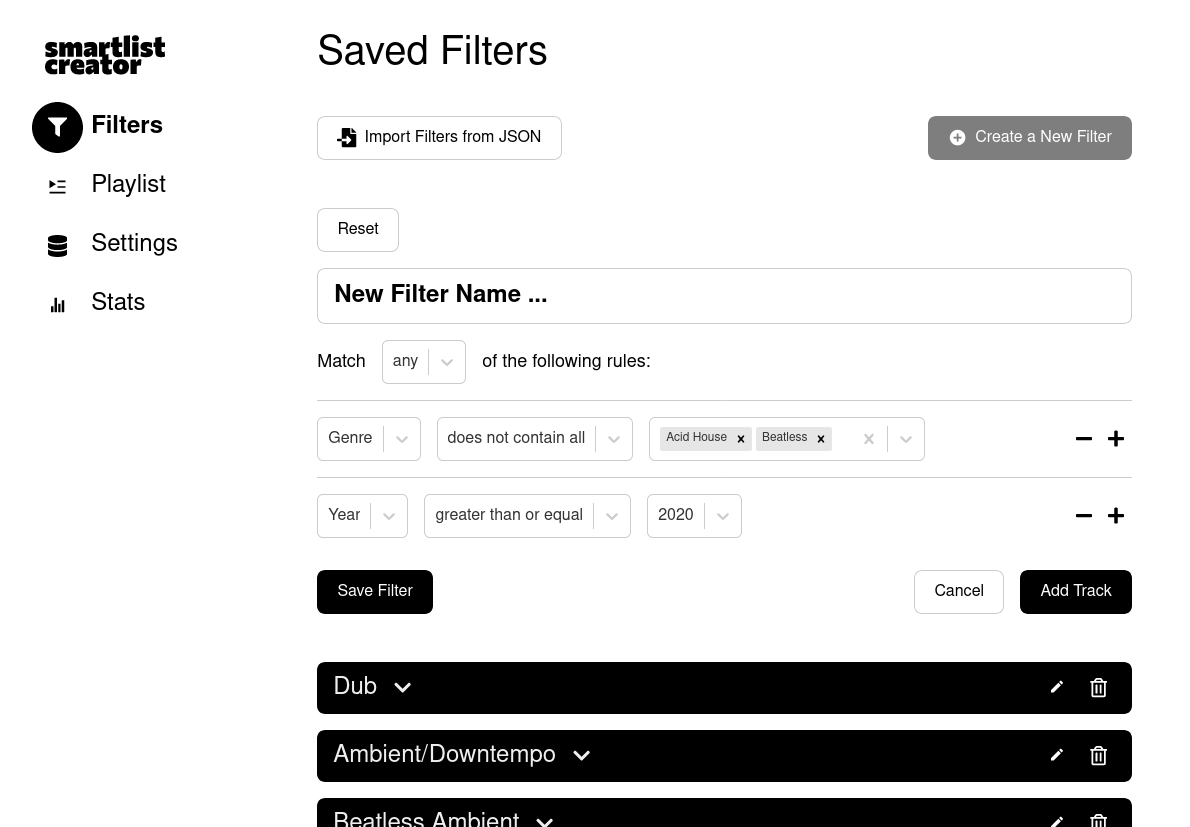 smartlist
creator
Filters
Playlist
Settings
Stats
Saved Filters
Import Filters from JSON
Create a New Filter
Reset
New Filter Name ...
Match any of the following rules:
Genre does not contain all Acid House Beatless
Year greater than or equal 2020
Save Filter Cancel Add Track
Dub
Ambient/Downtempo
Beatless Ambient